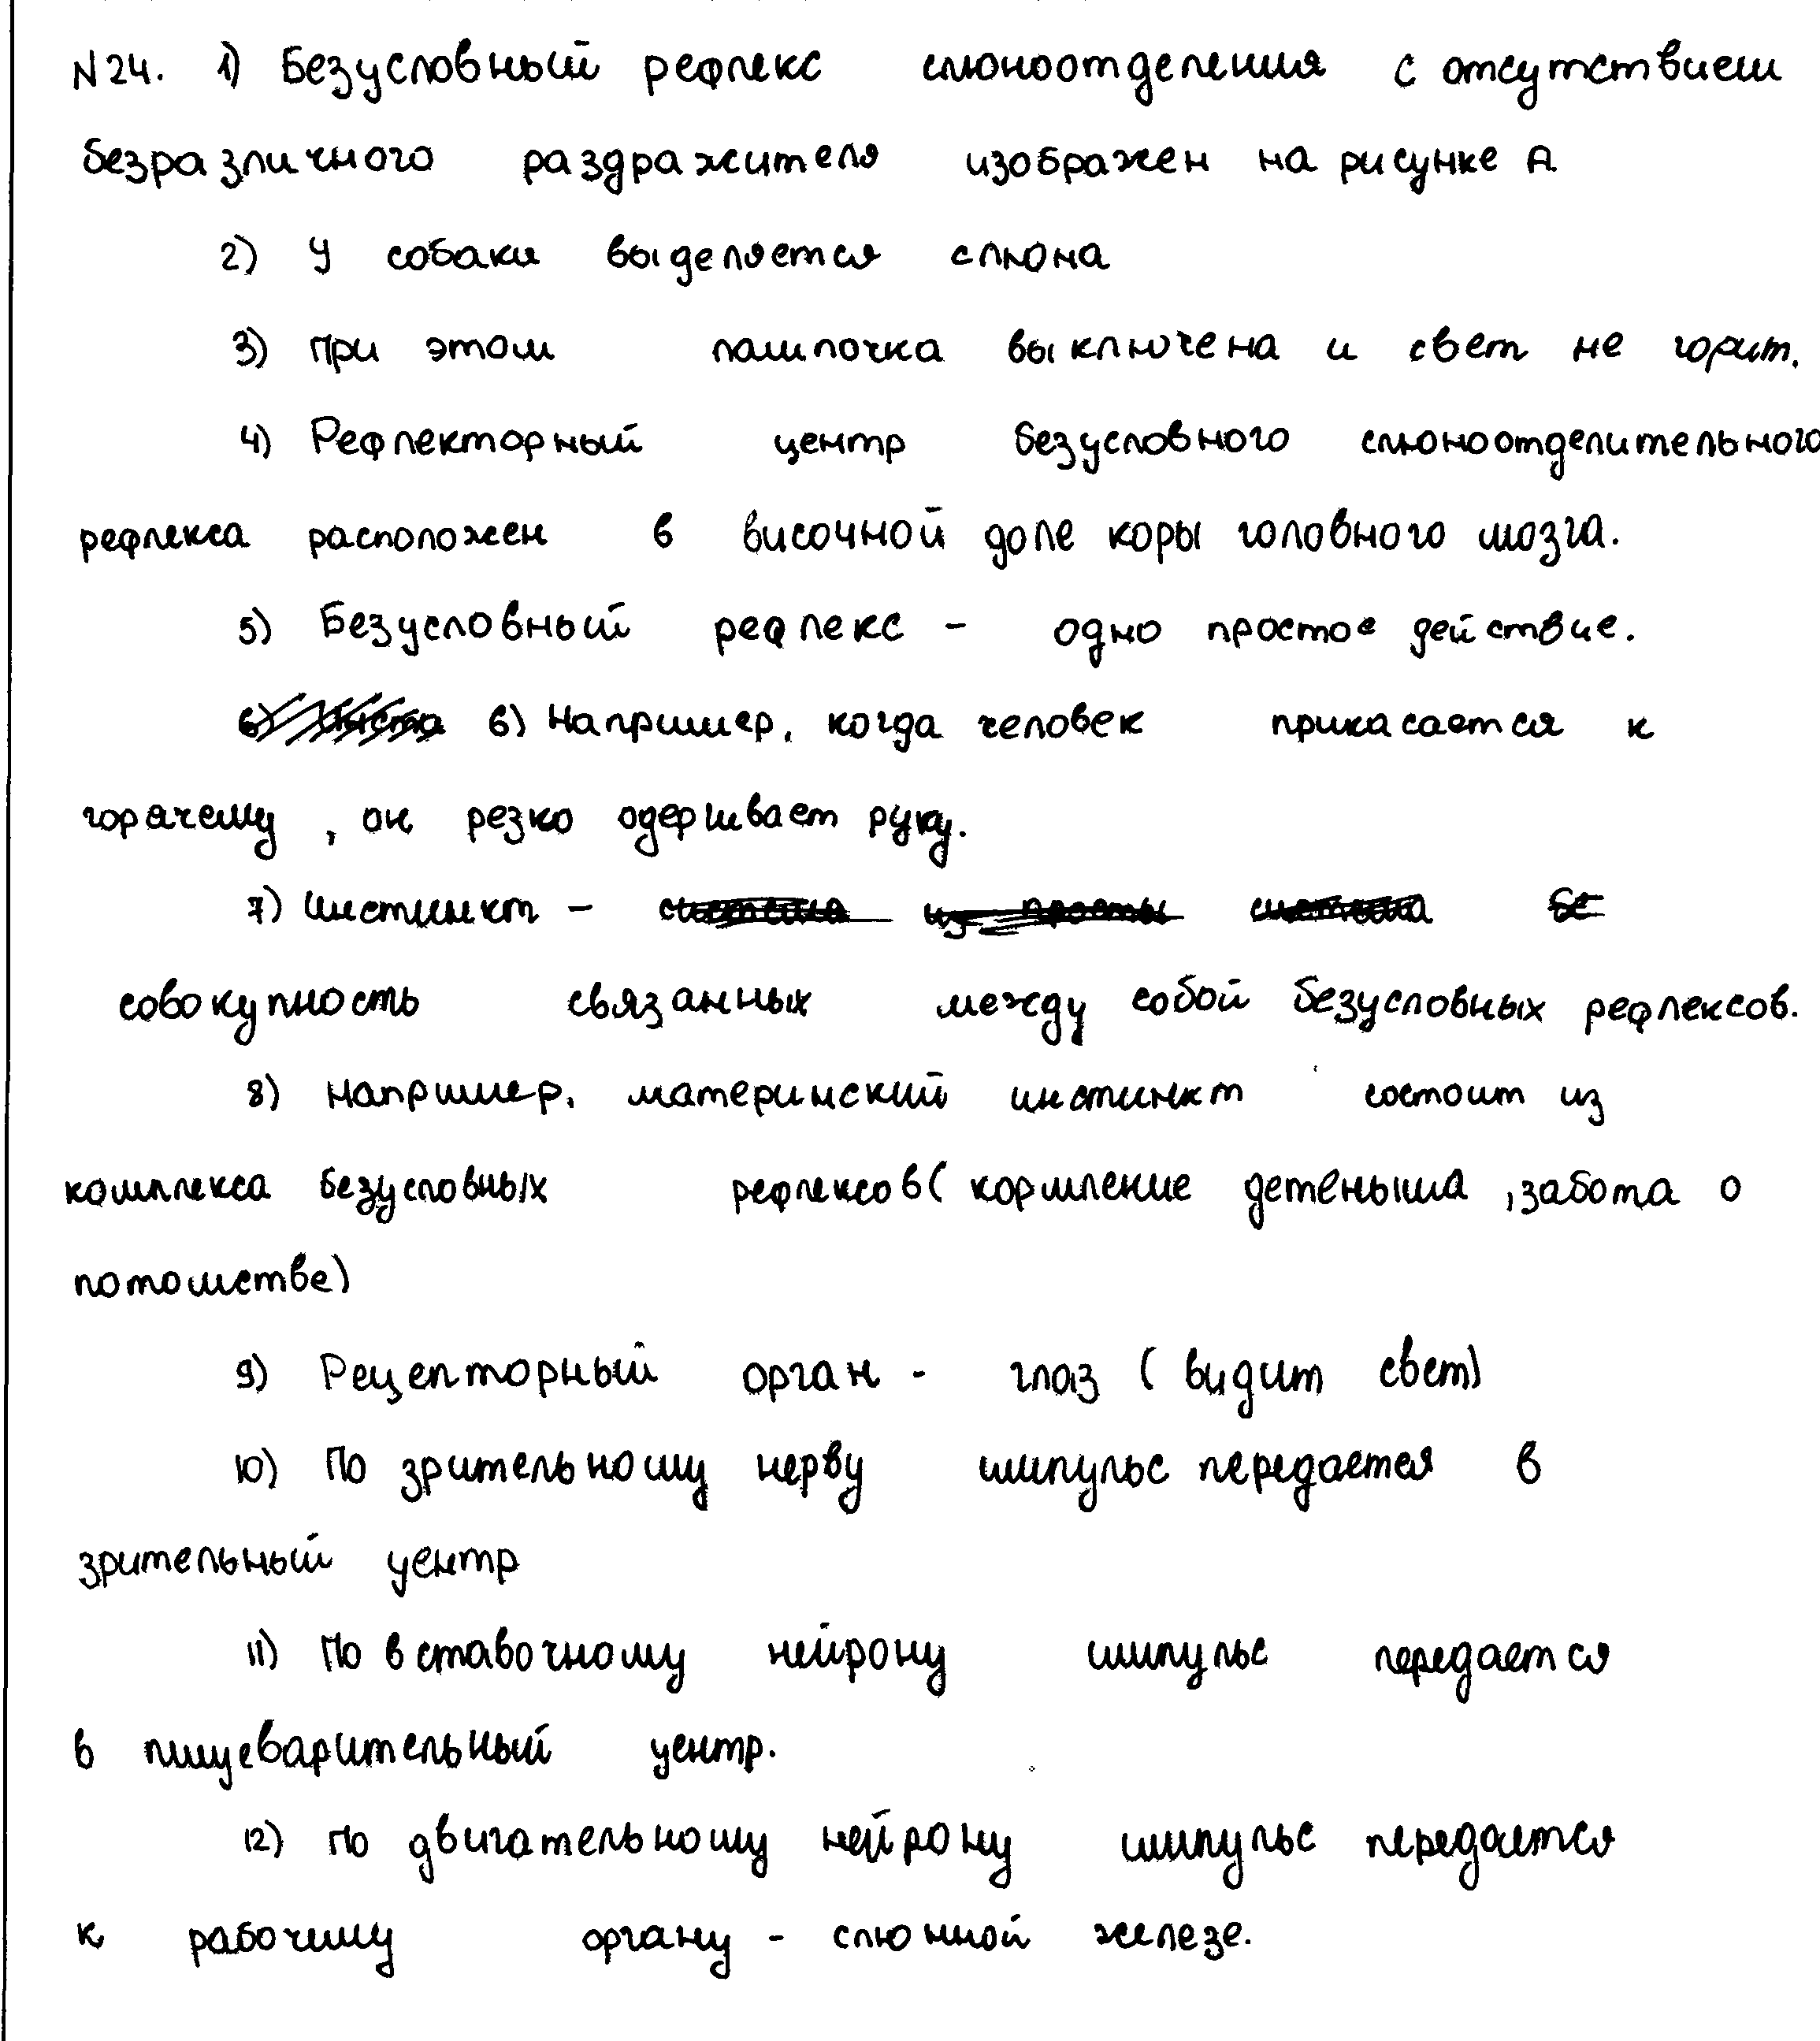 N24. 1) Безусловный рефлекс слюноотделения с отсутствием
безразличного раздражителя изображен на рисунке А
2) У собаки выделяется слюна
3) При этом лампочка выключена и свет не горит.
4) Рефлекторный центр безусловного слюноотделительного
рефлекса расположен в височной доле коры головного мозга.
5) Безусловный рефлекс - одно простое действие.
6) Например, когда человек прикасается к
горячему, он резко одергивает руку.
7) Инстинкт -
совокупность связанных между собой безусловных рефлексов.
8) Например, материнский инстинкт состоит из
комплекса безусловных рефлексов (кормление детеныша, забота о
потомстве)
9) Рецепторный орган - глаз (видит свет)
10) По зрительному нерву импульс передается в
зрительный центр
11) По вставочному нейрону импульс передается
в пищеварительный центр.
12) По двигательному нейрону импульс передается
к рабочиму органу - слюнной железе.